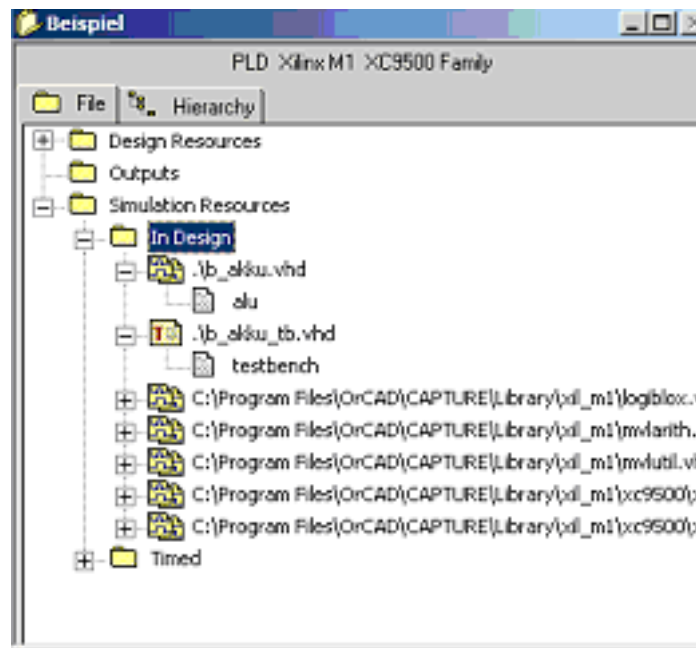 Beispiel
PLD Xilinx M1 XC9500 Family
File Hierarchy
Design Resources
Outputs
Simulation Resources
In Design
.\b_akku.vhd
alu
.\b_akku_tb.vhd
testbench
C:\Program Files\OrCAD\CAPTURE\Library\xil_m1\logiblox.
C:\Program Files\OrCAD\CAPTURE\Library\xil_m1\mvlarith.
C:\Program Files\OrCAD\CAPTURE\Library\xil_m1\mvlutil.
C:\Program Files\OrCAD\CAPTURE\Library\xil_m1\xc9500\
C:\Program Files\OrCAD\CAPTURE\Library\xil_m1\xc9500\
Timed